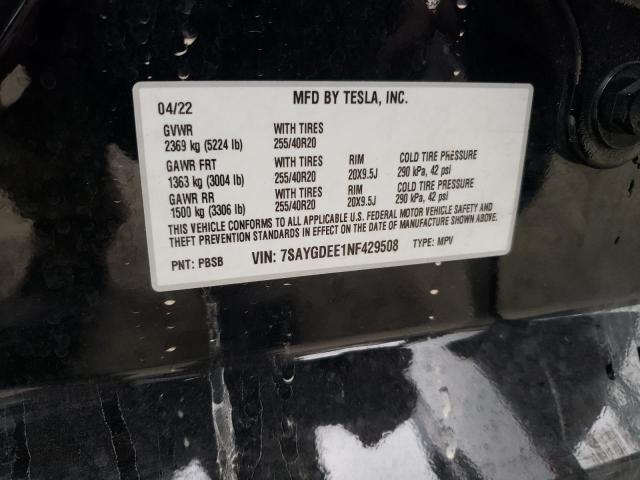 04/22 MFD BY TESLA, INC.
GVWR WITH TIRES
2369 kg (5224 lb) 255/40R20
GAWR FRT WITH TIRES RIM COLD TIRE PRESSURE
1363 kg (3004 lb) 255/40R20 20X9.5J 290 kPa, 42 psi
GAWR RR WITH TIRES RIM COLD TIRE PRESSURE
1500 kg (3306 lb) 255/40R20 20X9.5J 290 kPa, 42 psi
THIS VEHICLE CONFORMS TO ALL APPLICABLE U.S. FEDERAL MOTOR VEHICLE SAFETY AND
THEFT PREVENTION STANDARDS IN EFFECT ON THE DATE OF MANUFACTURE SHOWN ABOVE.
PNT: PBSB VIN: 7SAYGDEE1NF429508 TYPE: MPV